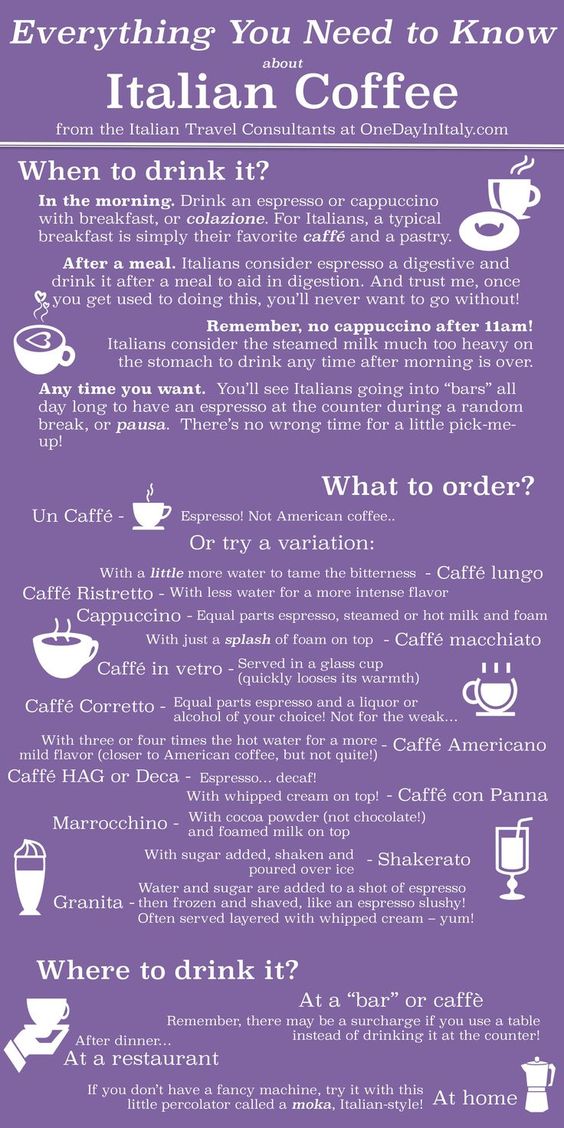 Everything You Need to Know
about
Italian Coffee
from the Italian Travel Consultants at OneDayInItaly.com
When to drink it?
In the morning. Drink an espresso or cappuccino
with breakfast, or colazione. For Italians, a typical
breakfast is simply their favorite caffé and a pastry.
After a meal. Italians consider espresso a digestive and
drink it after a meal to aid in digestion. And trust me, once
you get used to doing this, you'll never want to go without!
Remember, no cappuccino after 11am!
Italians consider the steamed milk much too heavy on
the stomach to drink any time after morning is over.
Any time you want. You'll see Italians going into "bars" all
day long to have an espresso at the counter during a random
break, or pausa. There's no wrong time for a little pick-me-
up!
What to order?
Un Caffé - Espresso! Not American coffee..
Or try a variation:
With a little more water to tame the bitterness - Caffé lungo
Caffé Ristretto - With less water for a more intense flavor
Cappuccino - Equal parts espresso, steamed or hot milk and foam
With just a splash of foam on top - Caffé macchiato
Caffé in vetro - Served in a glass cup
(quickly looses its warmth)
Caffé Corretto - Equal parts espresso and a liquor or
alcohol of your choice! Not for the weak...
With three or four times the hot water for a more
mild flavor (closer to American coffee, but not quite!) - Caffé Americano
Caffé HAG or Deca - Espresso... decaf!
With whipped cream on top! - Caffé con Panna
Marrocchino - With cocoa powder (not chocolate!)
and foamed milk on top
With sugar added, shaken and
poured over ice - Shakerato
Water and sugar are added to a shot of espresso
Granita - then frozen and shaved, like an espresso slushy!
Often served layered with whipped cream – yum!
Where to drink it?
At a "bar" or caffè
Remember, there may be a surcharge if you use a table
instead of drinking it at the counter!
After dinner...
At a restaurant
If you don't have a fancy machine, try it with this
little percolator called a moka, Italian-style! At home